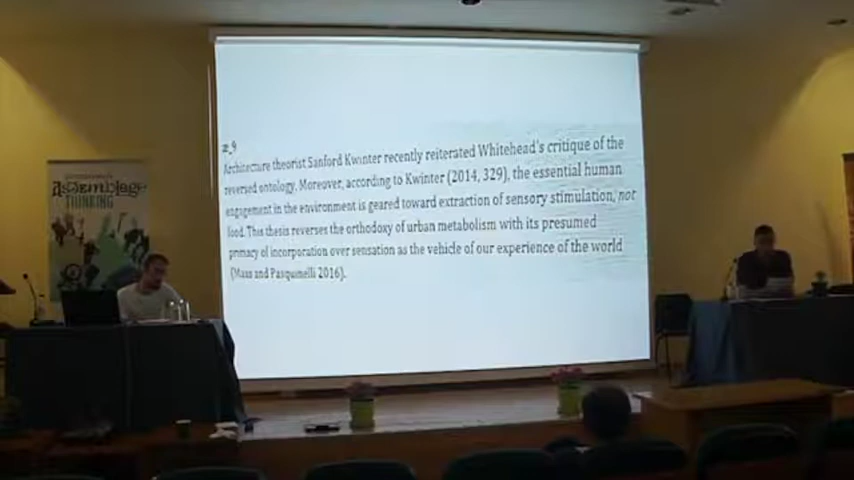 Assemblage
THINKING
2_9
Architecture theorist Sanford Kwinter recently reiterated Whitehead's critique of the
reversed ontology. Moreover, according to Kwinter (2014, 329), the essential human
engagement in the environment is geared toward extraction of sensory stimulation, not
food. This thesis reverses the orthodoxy of urban metabolism with its presumed
primacy of incorporation over sensation as the vehicle of our experience of the world
(Maas and Pasquinelli 2016).